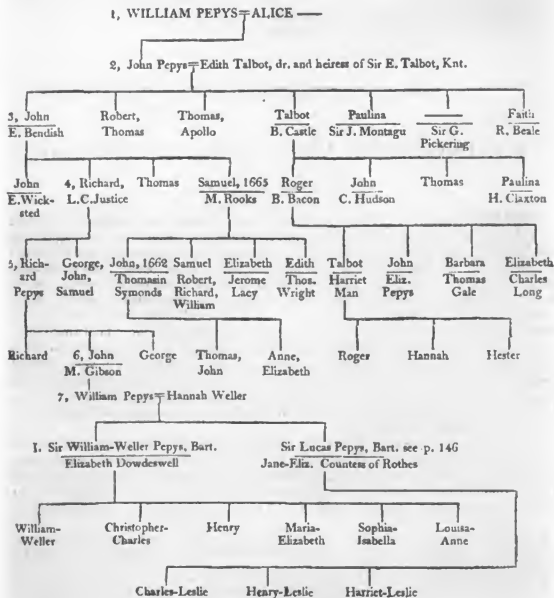 1, WILLIAM PEPYS=ALICE —
2, John Pepys=Edith Talbot, dr. and heiress of Sir E. Talbot, Knt.
3, John Robert, Thomas, Talbot Paulina —— Faith
E. Bendish Thomas Apollo B. Castle Sir J. Montagu Sir G. R. Beale
Pickering
John 4, Richard, Thomas Samuel, 1665 Roger John Thomas Paulina
E.Wick- L.C.Justice M. Rooks B. Bacon C. Hudson H. Claxton
sted
5, Rich- George, John, 1662 Samuel Elizabeth Edith Talbot John Barbara Elizabeth
ard John, Thomasin Robert, Jerome Thos. Harriet Eliz. Thomas Charles
Pepys Samuel Symonds Richard, Lacy Wright Man Pepys Gale Long
William
Richard 6, John George Thomas, Anne, Roger Hannah Hester
M. Gibson John Elizabeth
7, William Pepys=Hannah Weller
1. Sir William-Weller Pepys, Bart. Sir Lucas Pepys, Bart. see p. 146
Elizabeth Dowdeswell Jane-Eliz. Countess of Rothes
William- Christopher- Henry Maria- Sophia- Louisa-
Weller Charles Elizabeth Isabella Anne
Charles-Leslie Henry-Leslie Harriet-Leslie